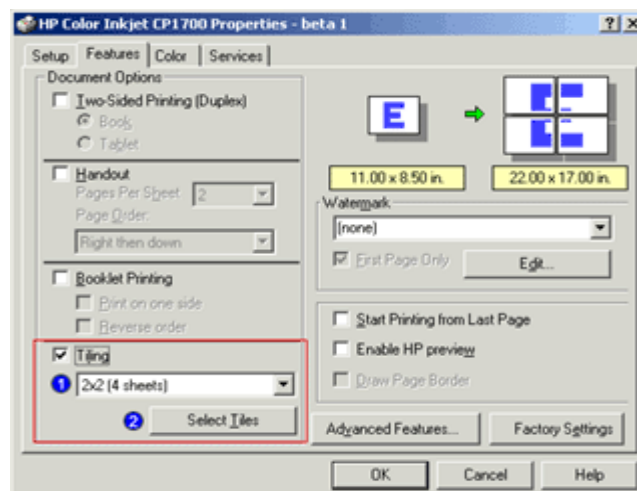 HP Color Inkjet CP1700 Properties - beta 1
Setup Features Color Services
Document Options
Two-Sided Printing (Duplex)
Book
Tablet
Handout
Pages Per Sheet 2
Page Order:
Right then down
Booklet Printing
Print on one side
Reverse order
Tiling
1 2x2 (4 sheets)
2 Select Tiles
E
11.00 x 8.50 in. 22.00 x 17.00 in.
Watermark
(none)
First Page Only Edit...
Start Printing from Last Page
Enable HP preview
Draw Page Border
Advanced Features... Factory Settings
OK Cancel Help